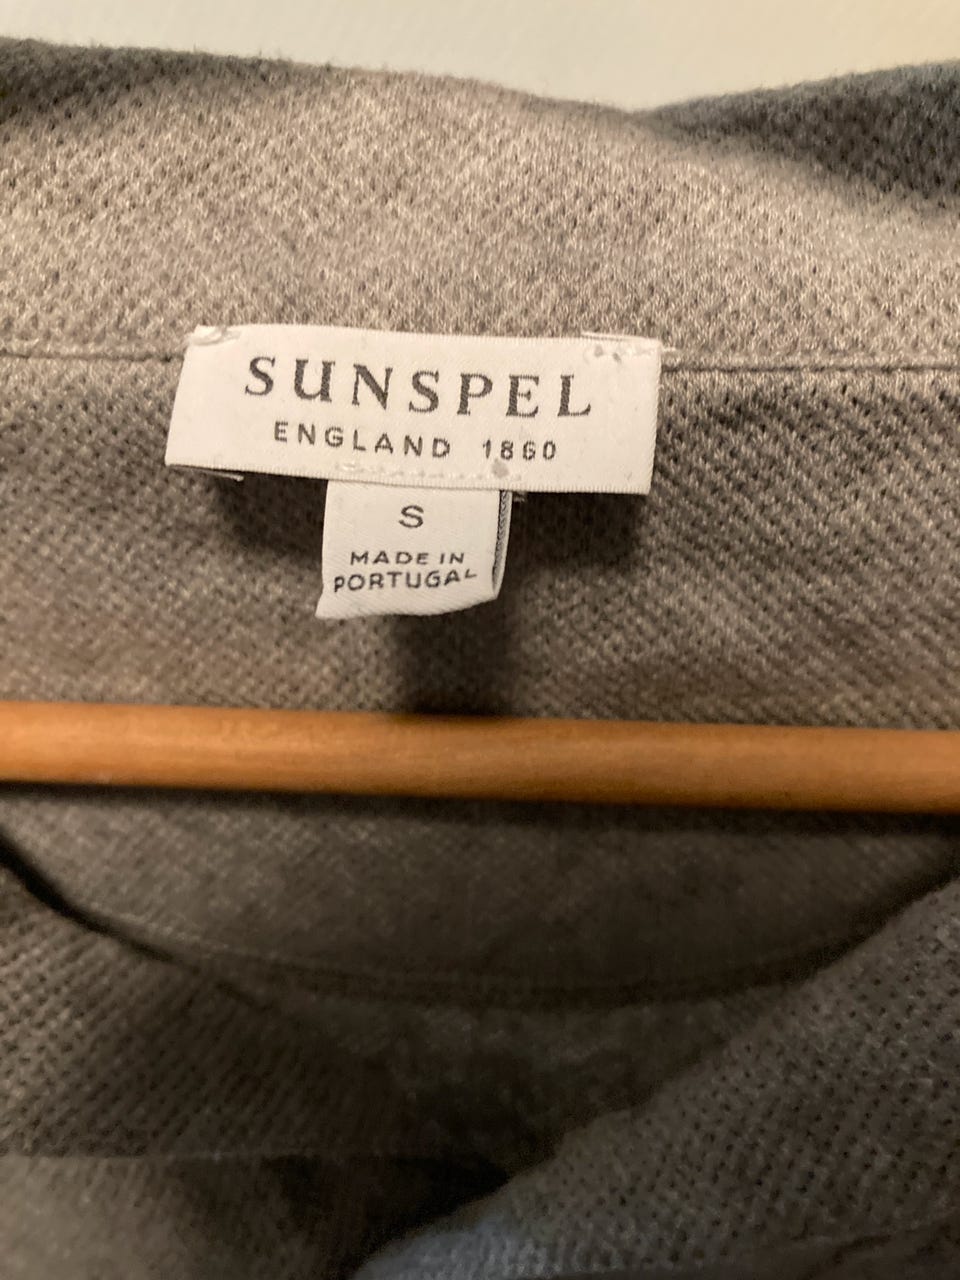 SUNSPEL
ENGLAND 1860
S
MADE IN
PORTUGAL